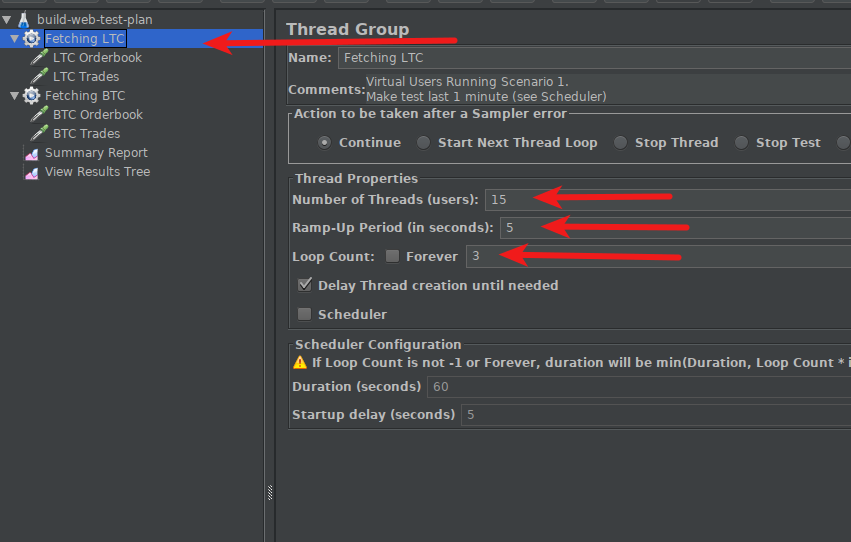 build-web-test-plan
Fetching LTC
LTC Orderbook
LTC Trades
Fetching BTC
BTC Orderbook
BTC Trades
Summary Report
View Results Tree
Thread Group
Name: Fetching LTC
Comments: Virtual Users Running Scenario 1.
Make test last 1 minute (see Scheduler)
Action to be taken after a Sampler error
Continue Start Next Thread Loop Stop Thread Stop Test
Thread Properties
Number of Threads (users): 15
Ramp-Up Period (in seconds): 5
Loop Count: Forever 3
Delay Thread creation until needed
Scheduler
Scheduler Configuration
If Loop Count is not -1 or Forever, duration will be min(Duration, Loop Count * i
Duration (seconds) 60
Startup delay (seconds) 5